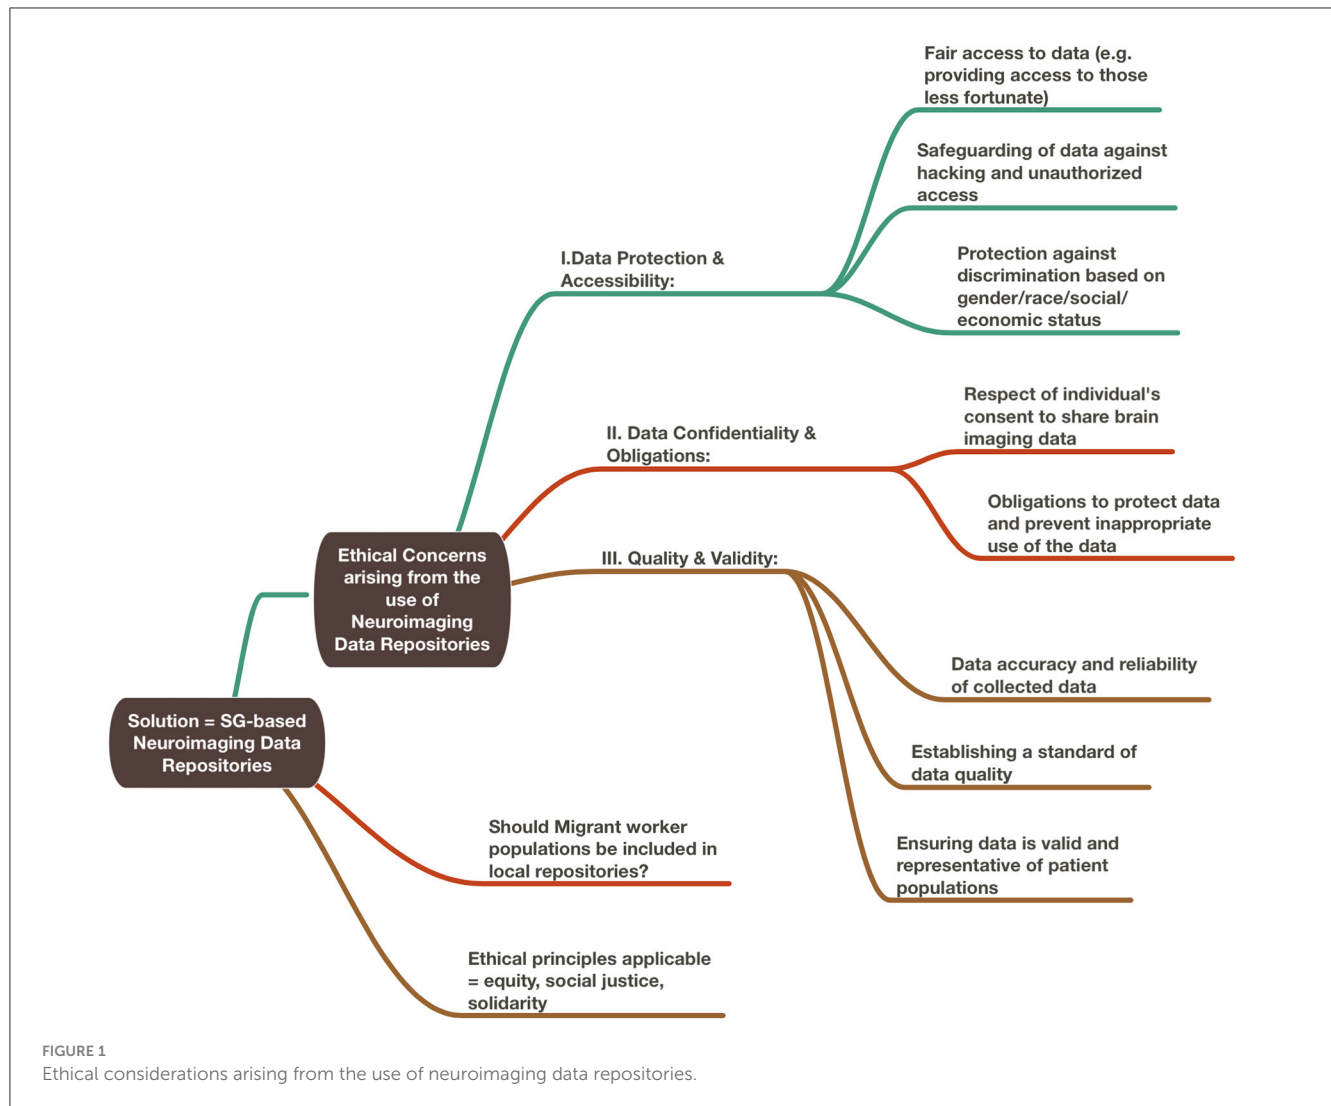 Fair access to data (e.g.
providing access to those
less fortunate)
Safeguarding of data against
hacking and unauthorized
access
I.Data Protection &
Accessibility:
Protection against
discrimination based on
gender/race/social/
economic status
Respect of individual's
consent to share brain
imaging data
II. Data Confidentiality &
Obligations:
Obligations to protect data
and prevent inappropriate
use of the data
Ethical Concerns
arising from the
use of
Neuroimaging
Data Repositories
III. Quality & Validity:
Data accuracy and reliability
of collected data
Establishing a standard of
data quality
Ensuring data is valid and
representative of patient
populations
Solution = SG-based
Neuroimaging Data
Repositories
Should Migrant worker
populations be included in
local repositories?
Ethical principles applicable
= equity, social justice,
solidarity
FIGURE 1
Ethical considerations arising from the use of neuroimaging data repositories.